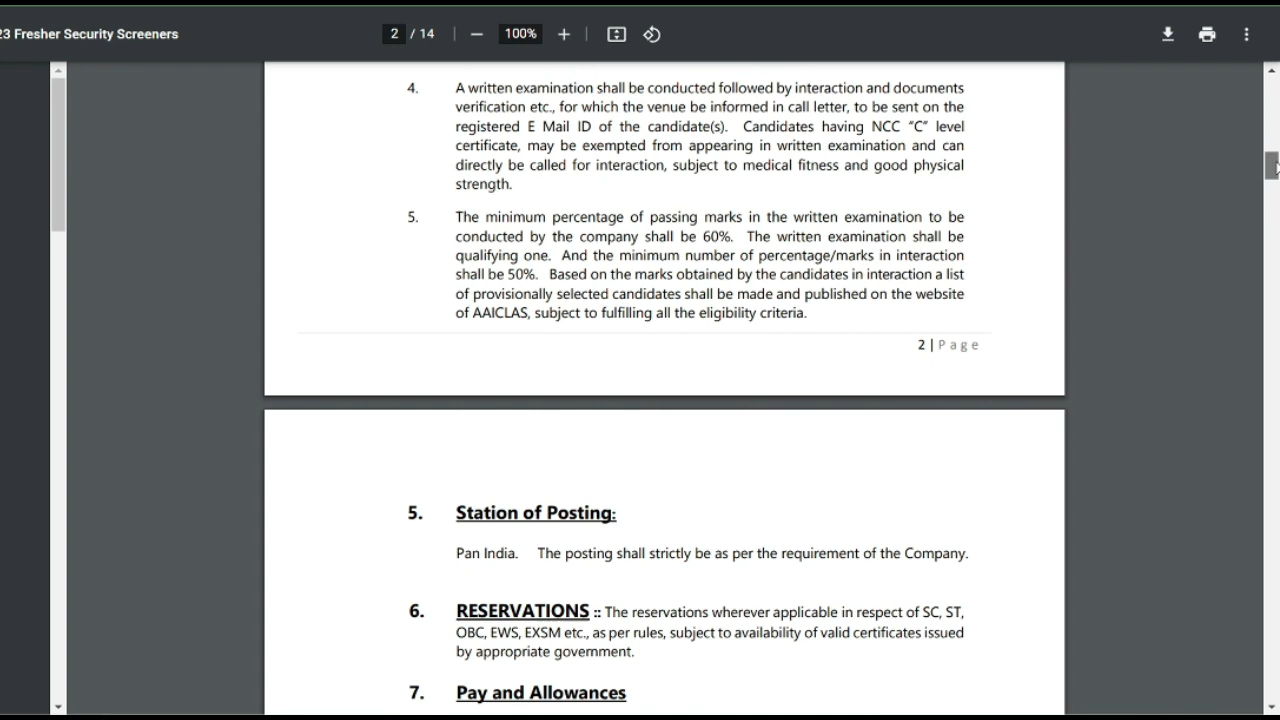 23 Fresher Security Screeners
2 / 14
100%
4. A written examination shall be conducted followed by interaction and documents
verification etc., for which the venue be informed in call letter, to be sent on the
registered E Mail ID of the candidate(s). Candidates having NCC “C” level
certificate, may be exempted from appearing in written examination and can
directly be called for interaction, subject to medical fitness and good physical
strength.
5. The minimum percentage of passing marks in the written examination to be
conducted by the company shall be 60%. The written examination shall be
qualifying one. And the minimum number of percentage/marks in interaction
shall be 50%. Based on the marks obtained by the candidates in interaction a list
of provisionally selected candidates shall be made and published on the website
of AAICLAS, subject to fulfilling all the eligibility criteria.
2 | P a g e
5. Station of Posting:
Pan India. The posting shall strictly be as per the requirement of the Company.
6. RESERVATIONS :: The reservations wherever applicable in respect of SC, ST,
OBC, EWS, EXSM etc., as per rules, subject to availability of valid certificates issued
by appropriate government.
7. Pay and Allowances